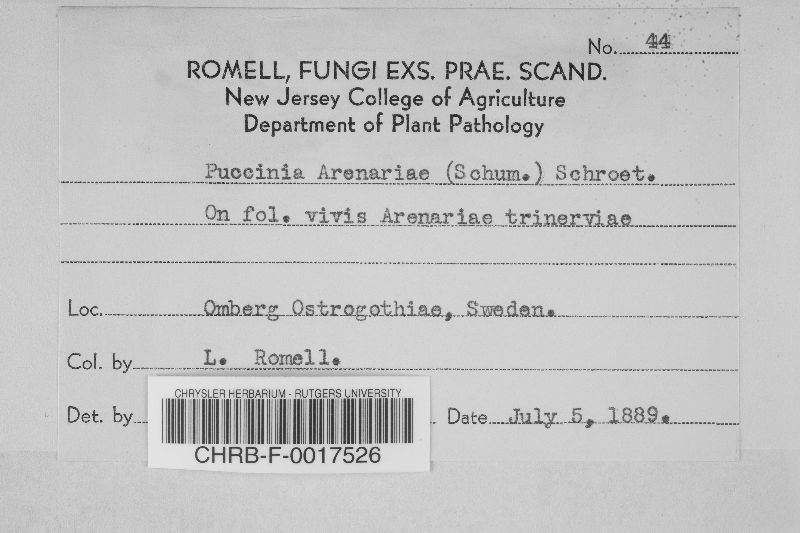 No. 44
ROMELL, FUNGI EXS. PRAE. SCAND.
New Jersey College of Agriculture
Department of Plant Pathology
Puccinia Arenariae (Schum.) Schroet.
On fol. vivis Arenariae trinerviae
Loc. Omberg Ostrogothiae, Sweden.
Col. by L. Romell.
Det. by Date July 5, 1889.
CHRYSLER HERBARIUM - RUTGERS UNIVERSITY
CHRB-F-0017526